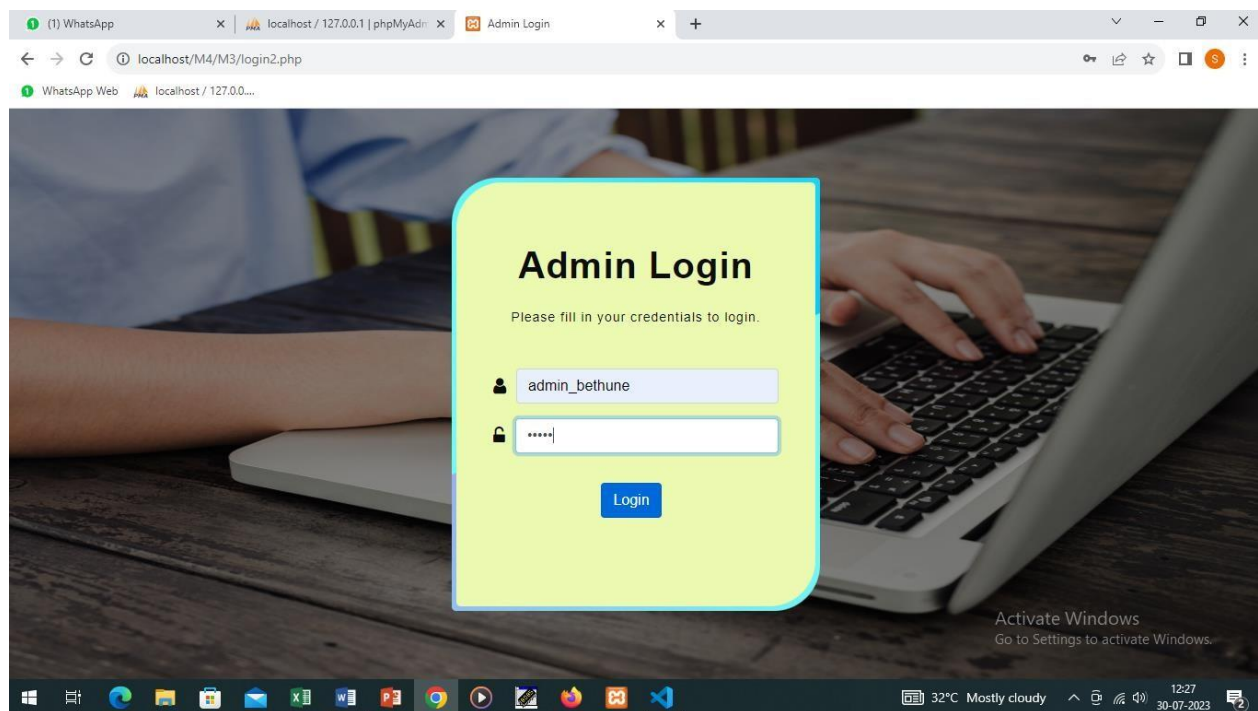 (1) WhatsApp
localhost / 127.0.0.1 | phpMyAdm
Admin Login
localhost/M4/M3/login2.php
S
WhatsApp Web
localhost / 127.0.0....
Admin Login
Please fill in your credentials to login.
admin_bethune
•••••
Login
Activate Windows
Go to Settings to activate Windows.
32°C Mostly cloudy
12:27
30-07-2023
2